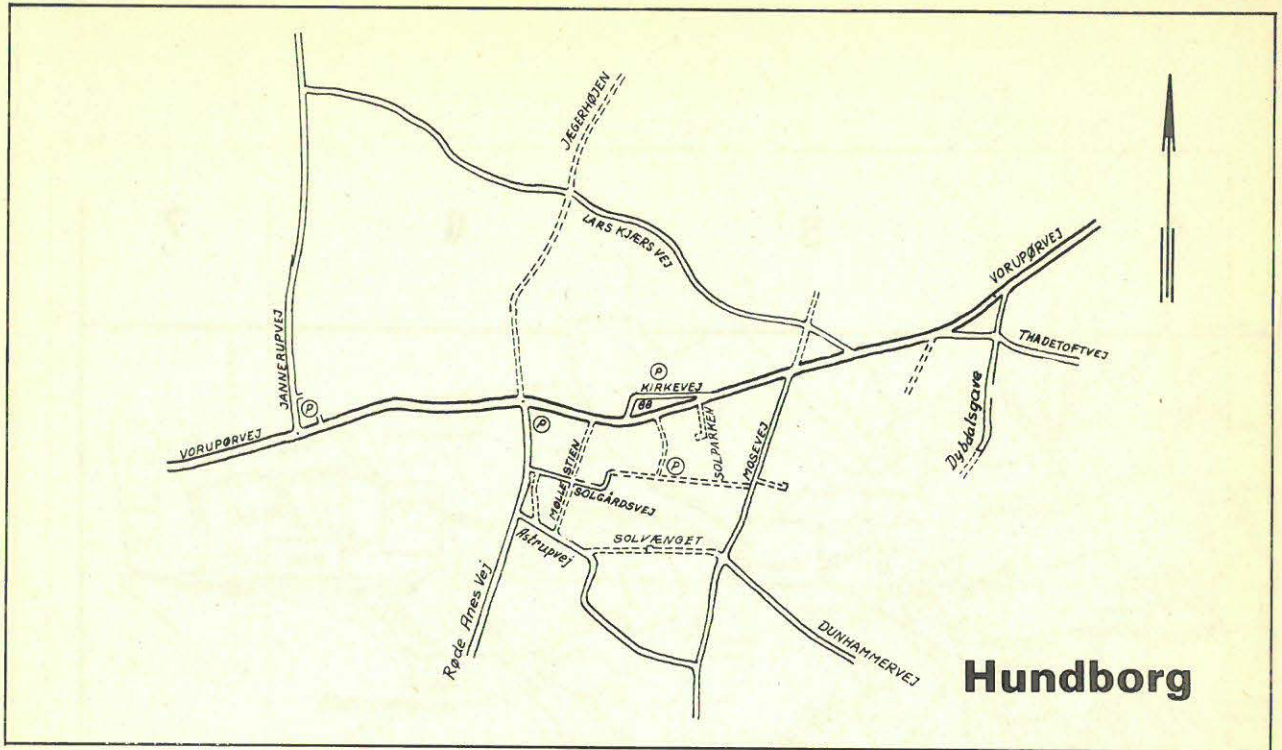 JÆGERHØJEN
LARS KJÆRS VEJ
VORUPØRVEJ
THADETOFTVEJ
JANNERUPVEJ
P
KIRKEVEJ
68
P
P
VORUPØRVEJ
MØLLESTIEN
SOLPARKEN
P
MOSEVEJ
Dybdalsgave
SOLGÅRDSVEJ
Astrupvej
SOLVÆNGET
Røde Anes Vej
DUNHAMMERVEJ
Hundborg